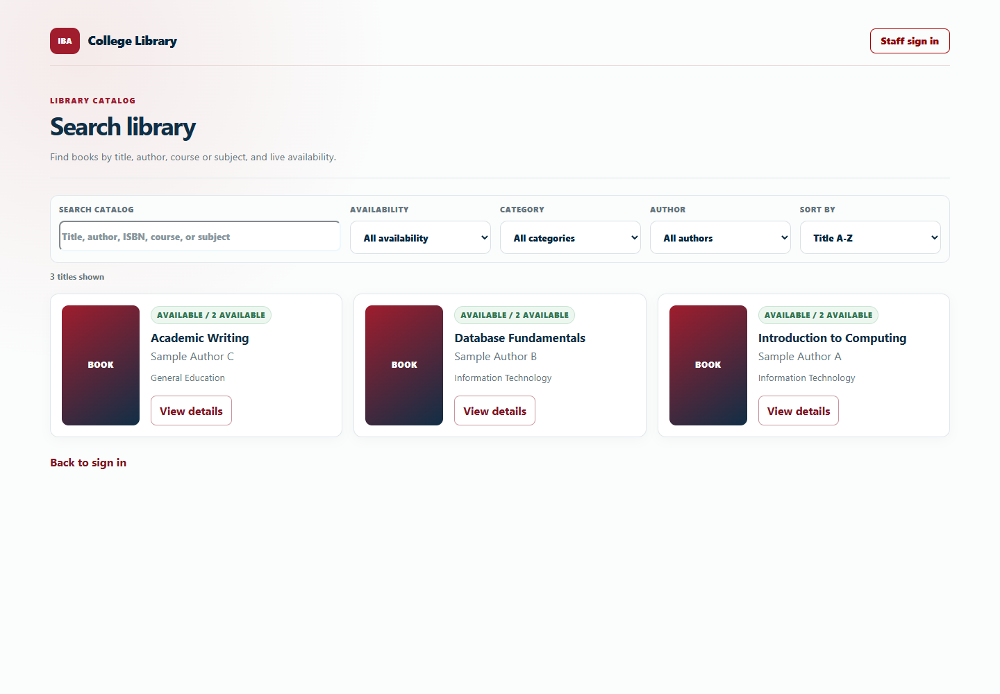 IBA
College Library
Staff sign in
LIBRARY CATALOG
Search library
Find books by title, author, course or subject, and live availability.
SEARCH CATALOG
Title, author, ISBN, course, or subject
AVAILABILITY
All availability
CATEGORY
All categories
AUTHOR
All authors
SORT BY
Title A-Z
3 titles shown
BOOK
AVAILABLE / 2 AVAILABLE
Academic Writing
Sample Author C
General Education
View details
BOOK
AVAILABLE / 2 AVAILABLE
Database Fundamentals
Sample Author B
Information Technology
View details
BOOK
AVAILABLE / 2 AVAILABLE
Introduction to Computing
Sample Author A
Information Technology
View details
Back to sign in